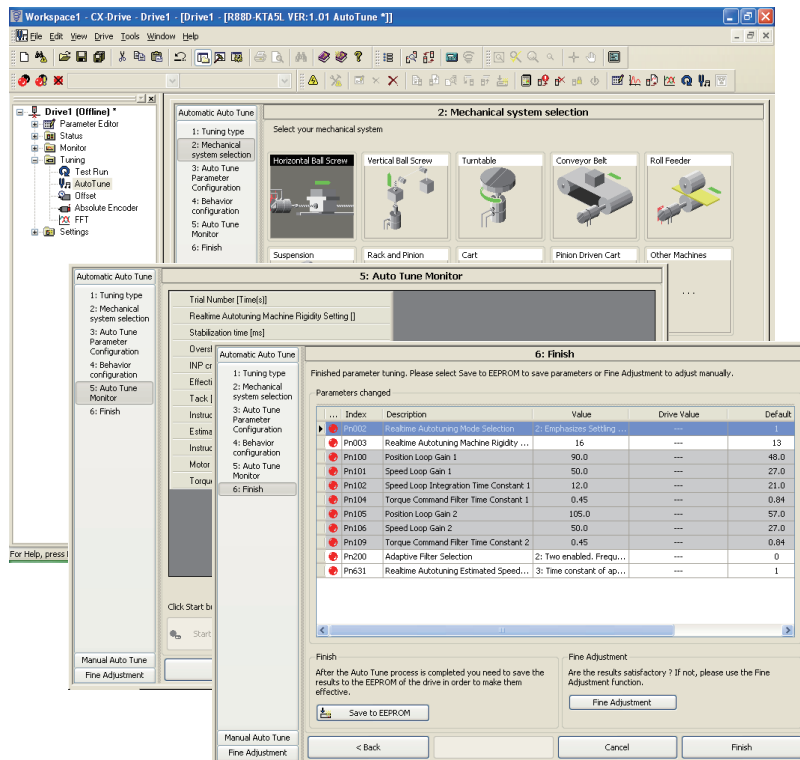 Workspace1 - CX-Drive - Drive1 - [Drive1 - [R88D-KTA5L VER:1.01 AutoTune *]]
File Edit View Drive Tools Window Help
Drive1 (Offline) *
Parameter Editor
Status
Monitor
Tuning
Test Run
AutoTune
Offset
Absolute Encoder
FFT
Settings
Automatic Auto Tune
1: Tuning type
2: Mechanical
system selection
3: Auto Tune
Parameter
Configuration
4: Behavior
configuration
5: Auto Tune
Monitor
6: Finish
2: Mechanical system selection
Select your mechanical system
Horizontal Ball Screw
Vertical Ball Screw
Turntable
Conveyor Belt
Roll Feeder
Suspension
Rack and Pinion
Cart
Pinion Driven Cart
Other Machines
...
For Help, press
Automatic Auto Tune
1: Tuning type
2: Mechanical
system selection
3: Auto Tune
Parameter
Configuration
4: Behavior
configuration
5: Auto Tune
Monitor
6: Finish
Manual Auto Tune
Fine Adjustment
5: Auto Tune Monitor
Trial Number [Time(s)]
Realtime Autotuning Machine Rigidity Setting []
Stabilization time [ms]
Oversh
INP cr
Effecti
Tack [
Instruc
Estima
Instruc
Motor
Torque
Click Start b
Start
Automatic Auto Tune
1: Tuning type
2: Mechanical
system selection
3: Auto Tune
Parameter
Configuration
4: Behavior
configuration
5: Auto Tune
Monitor
6: Finish
Manual Auto Tune
Fine Adjustment
6: Finish
Finished parameter tuning. Please select Save to EEPROM to save parameters or Fine Adjustment to adjust manually.
Parameters changed
... Index Description Value Drive Value Default
Pn002 Realtime Autotuning Mode Selection 2: Emphasizes Settling ... --- 1
Pn003 Realtime Autotuning Machine Rigidity ... 16 --- 13
Pn100 Position Loop Gain 1 90.0 --- 48.0
Pn101 Speed Loop Gain 1 50.0 --- 27.0
Pn102 Speed Loop Integration Time Constant 1 12.0 --- 21.0
Pn104 Torque Command Filter Time Constant 1 0.45 --- 0.84
Pn105 Position Loop Gain 2 105.0 --- 57.0
Pn106 Speed Loop Gain 2 50.0 --- 27.0
Pn109 Torque Command Filter Time Constant 2 0.45 --- 0.84
Pn200 Adaptive Filter Selection 2: Two enabled. Frequ... --- 0
Pn631 Realtime Autotuning Estimated Speed... 3: Time constant of ap... --- 1
Finish
After the Auto Tune process is completed you need to save the
results to the EEPROM of the drive in order to make them
effective.
Save to EEPROM
Fine Adjustment
Are the results satisfactory ? If not, please use the Fine
Adjustment function.
Fine Adjustment
< Back
Cancel
Finish